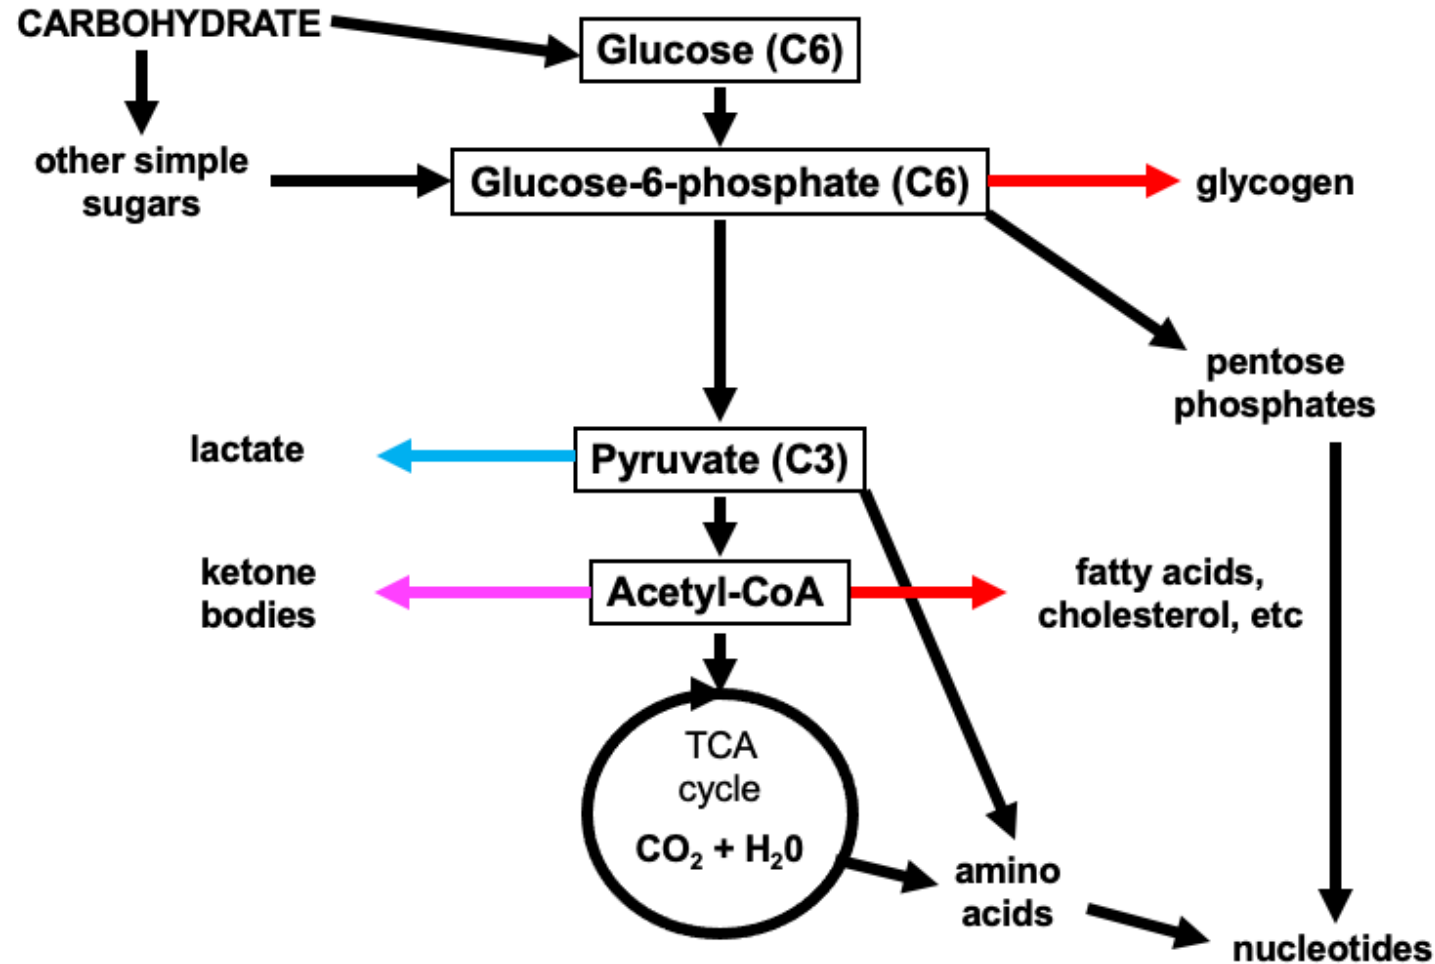 CARBOHYDRATE
Glucose (C6)
other simple
sugars
Glucose-6-phosphate (C6)
glycogen
pentose
phosphates
lactate
Pyruvate (C3)
ketone
bodies
Acetyl-CoA
fatty acids,
cholesterol, etc
TCA
cycle
CO₂ + H₂0
amino
acids
nucleotides